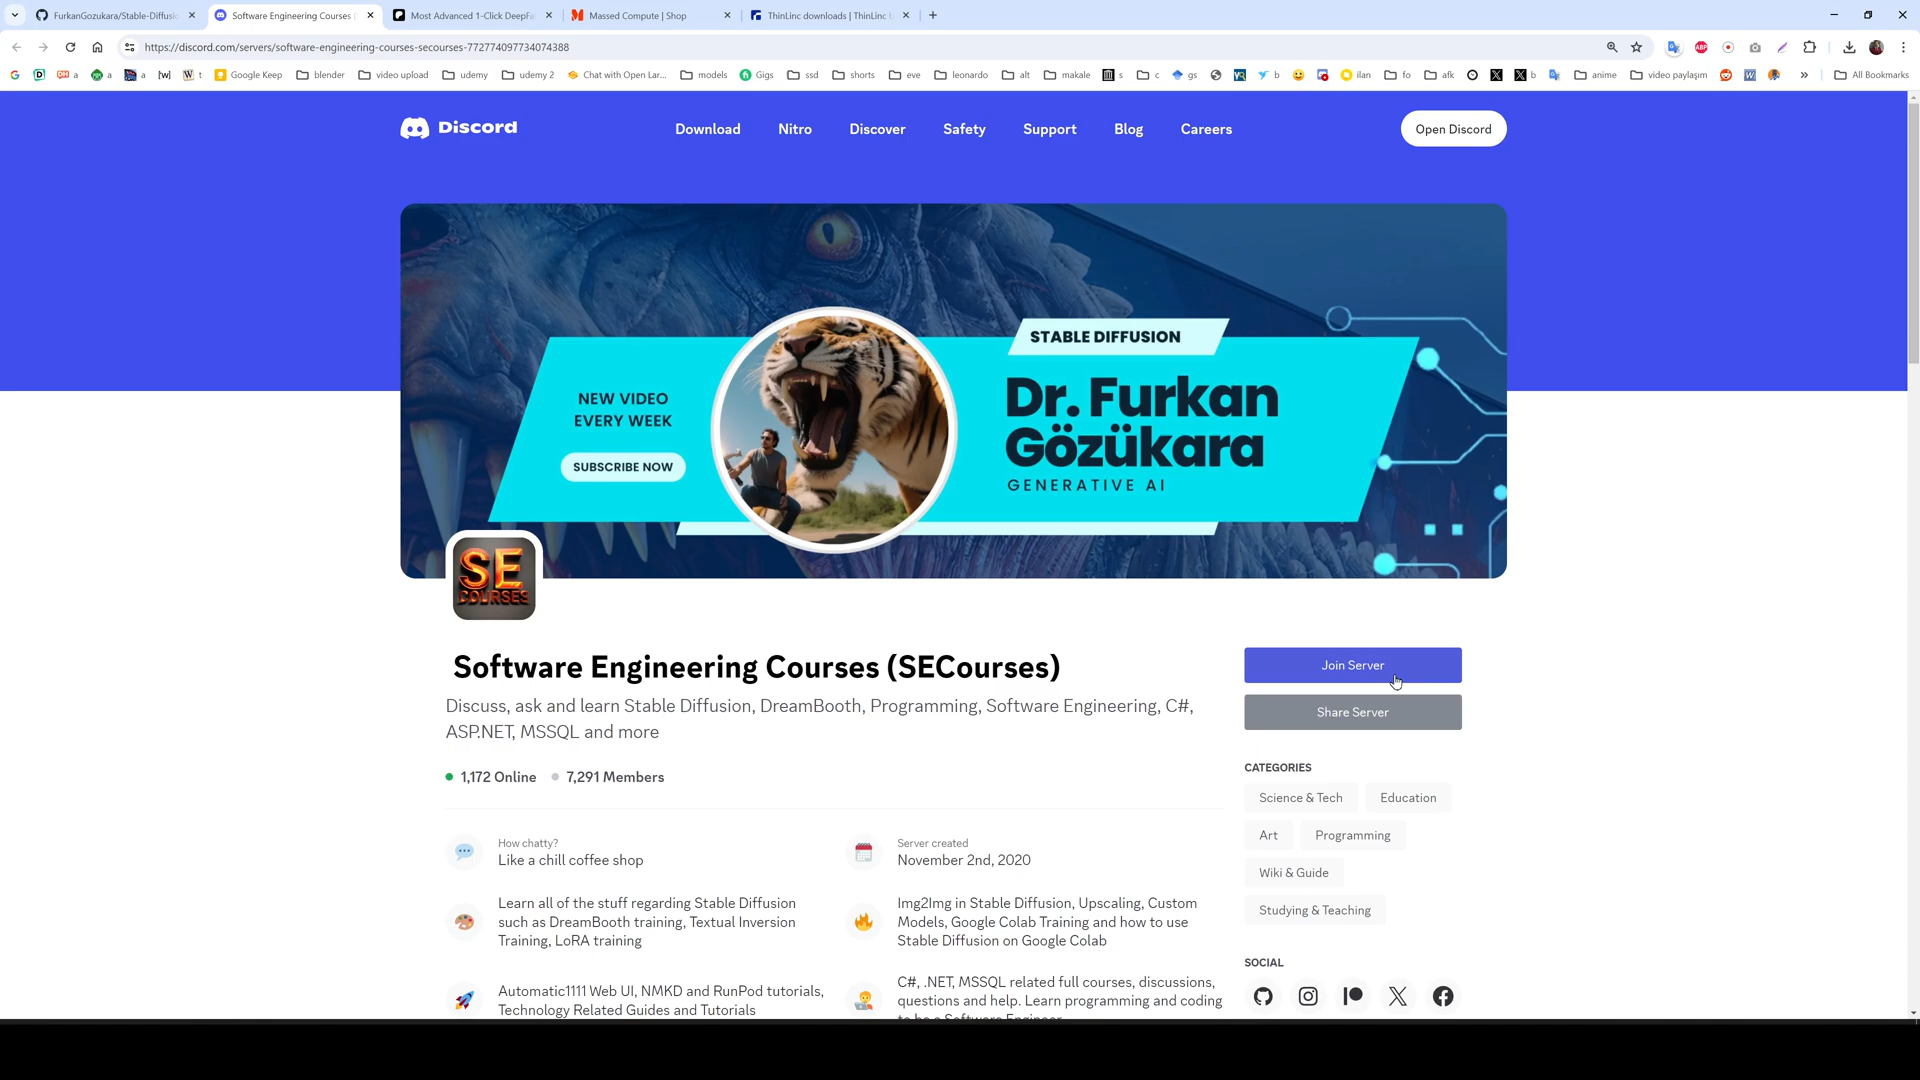 FurkanGozukara/Stable-Diffusio
Software Engineering Courses (
Most Advanced 1-Click DeepFa
Massed Compute | Shop
ThinLinc downloads | ThinLinc b
https://discord.com/servers/software-engineering-courses-secourses-772774097734074388
a
a
a
t
Google Keep
blender
video upload
udemy
udemy 2
Chat with Open Lar...
models
Gigs
ssd
shorts
eve
leonardo
alt
makale
s
c
gs
b
ilan
fo
afk
b
anime
video paylaşım
All Bookmarks
Discord
Download
Nitro
Discover
Safety
Support
Blog
Careers
Open Discord
STABLE DIFFUSION
NEW VIDEO
EVERY WEEK
SUBSCRIBE NOW
Dr. Furkan
Gözükara
GENERATIVE AI
SE
COURSES
Software Engineering Courses (SECourses)
Discuss, ask and learn Stable Diffusion, DreamBooth, Programming, Software Engineering, C#,
ASP.NET, MSSQL and more
1,172 Online
7,291 Members
Join Server
Share Server
CATEGORIES
Science & Tech
Education
Art
Programming
Wiki & Guide
Studying & Teaching
SOCIAL
How chatty?
Like a chill coffee shop
Server created
November 2nd, 2020
Learn all of the stuff regarding Stable Diffusion
such as DreamBooth training, Textual Inversion
Training, LoRA training
Img2Img in Stable Diffusion, Upscaling, Custom
Models, Google Colab Training and how to use
Stable Diffusion on Google Colab
Automatic1111 Web UI, NMKD and RunPod tutorials,
Technology Related Guides and Tutorials
C#, .NET, MSSQL related full courses, discussions,
questions and help. Learn programming and coding
to be a Software Engineer